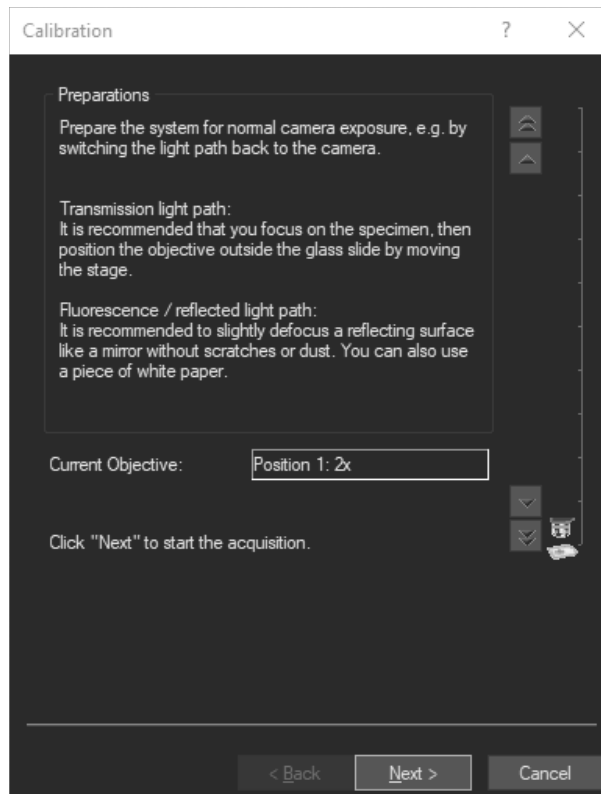 Calibration
?
Preparations
Prepare the system for normal camera exposure, e.g. by
switching the light path back to the camera.
Transmission light path:
It is recommended that you focus on the specimen, then
position the objective outside the glass slide by moving
the stage.
Fluorescence / reflected light path:
It is recommended to slightly defocus a reflecting surface
like a mirror without scratches or dust. You can also use
a piece of white paper.
Current Objective: Position 1: 2x
Click "Next" to start the acquisition.
< Back Next > Cancel